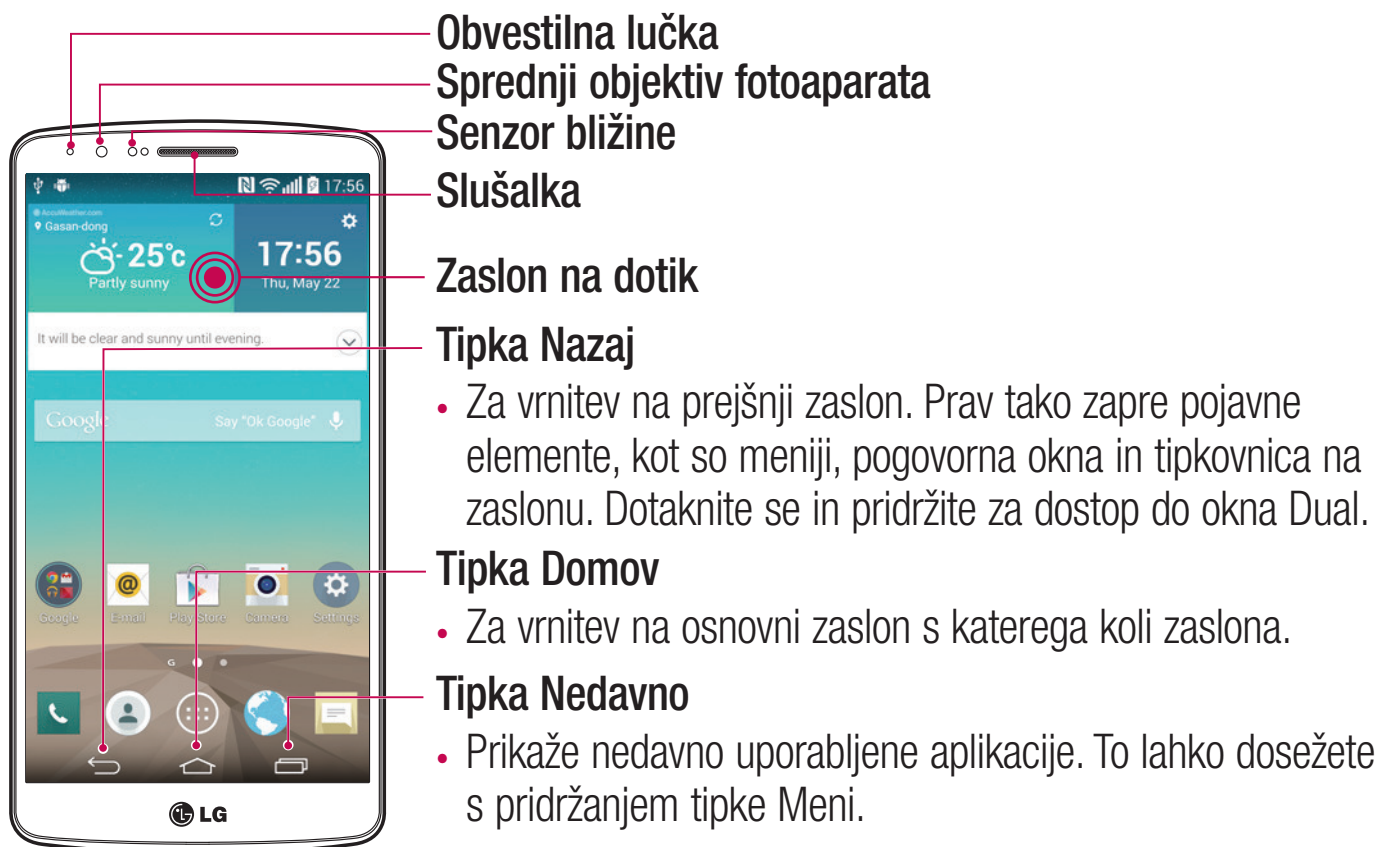 Obvestilna lučka
Sprednji objektiv fotoaparata
Senzor bližine
Slušalka
Zaslon na dotik
Tipka Nazaj
• Za vrnitev na prejšnji zaslon. Prav tako zapre pojavne
elemente, kot so meniji, pogovorna okna in tipkovnica na
zaslonu. Dotaknite se in pridržite za dostop do okna Dual.
Tipka Domov
• Za vrnitev na osnovni zaslon s katerega koli zaslona.
Tipka Nedavno
• Prikaže nedavno uporabljene aplikacije. To lahko dosežete
s pridržanjem tipke Meni.
17:56
AccuWeather.com
Gasan-dong
25°c
Partly sunny
17:56
Thu, May 22
It will be clear and sunny until evening.
Google
Say "Ok Google"
Google
E-mail
Play Store
Camera
Settings
G
LG